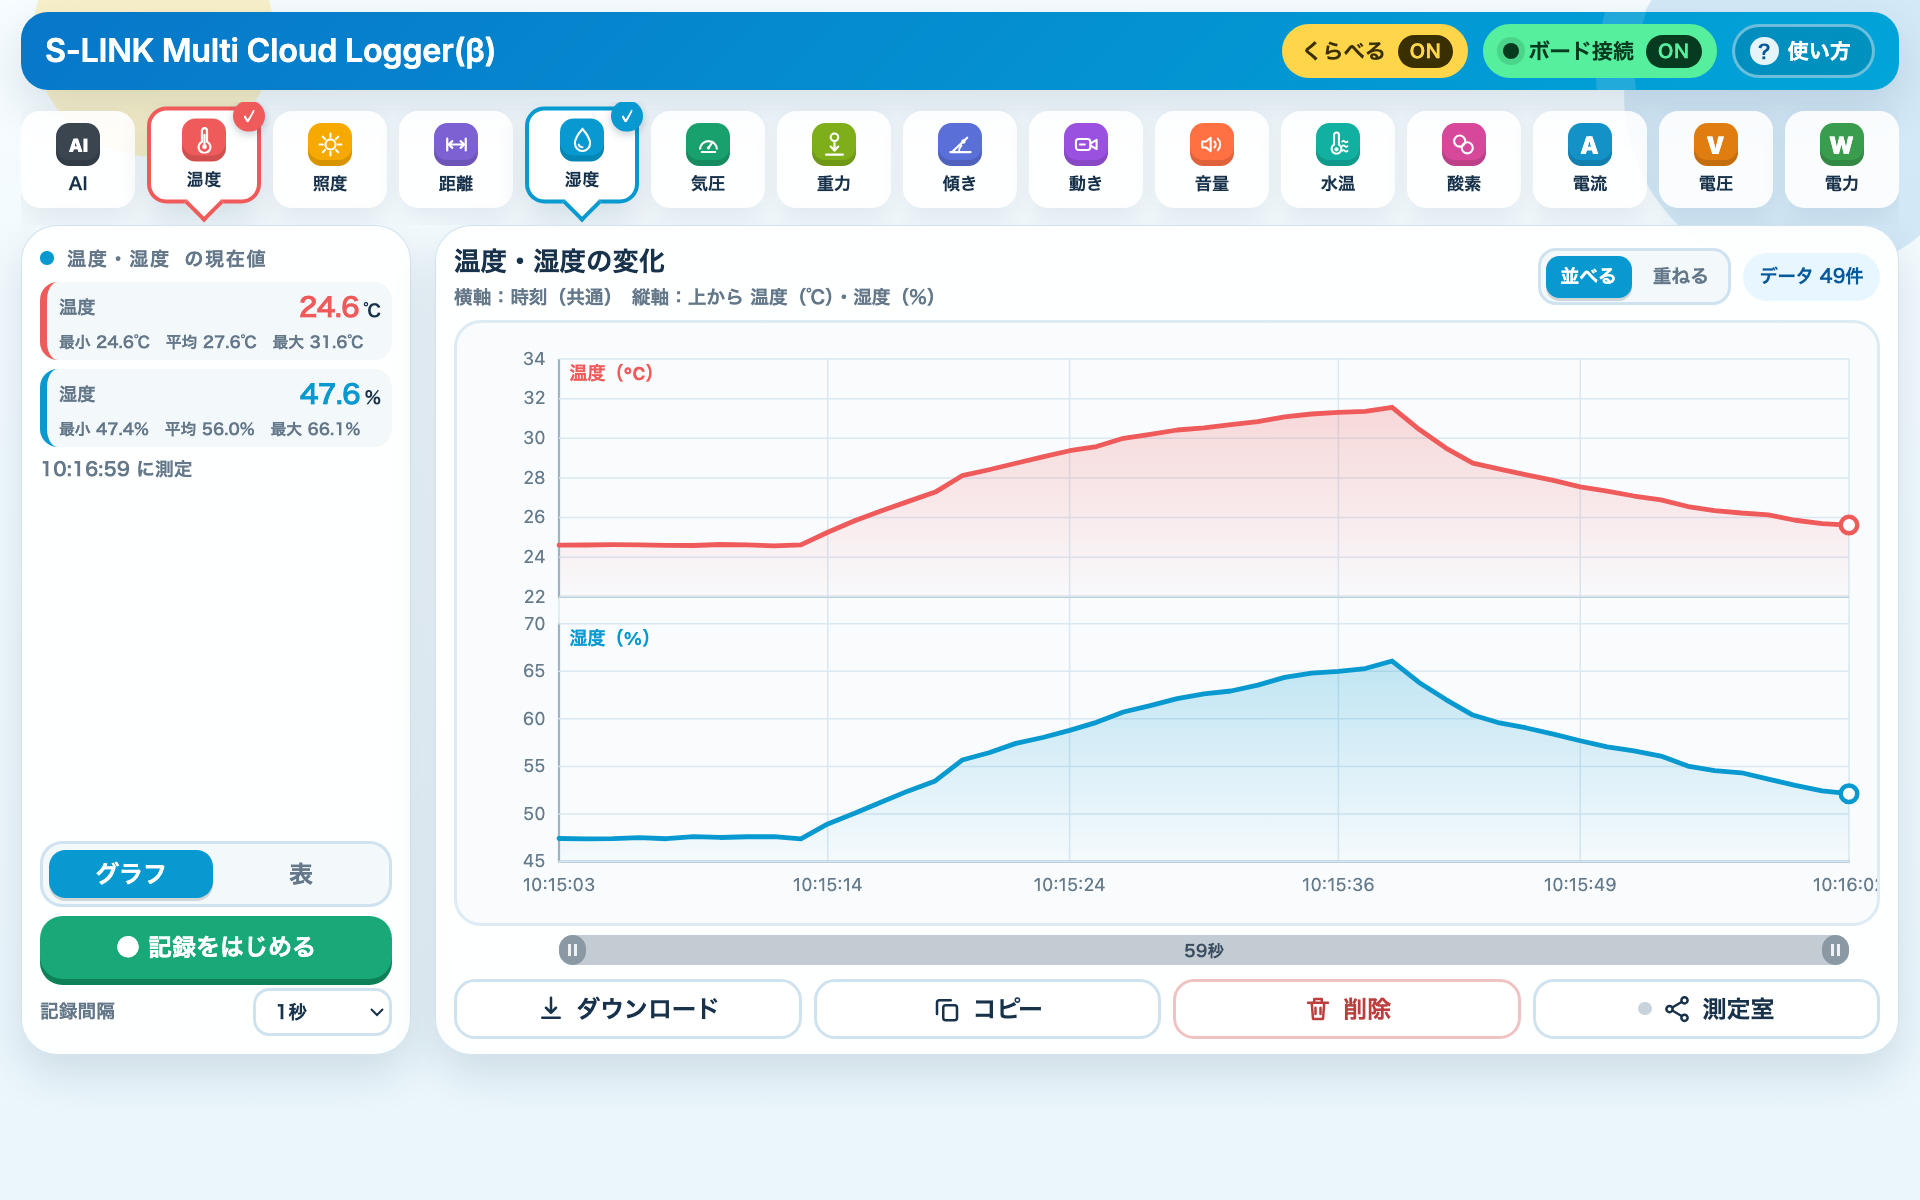 S-LINK Multi Cloud Logger(β)
くらべる ON
ボード接続 ON
? 使い方
AI
AI
温度
照度
距離
湿度
気圧
重力
傾き
動き
音量
水温
酸素
A
電流
V
電圧
W
電力
温度・湿度 の現在値
温度 24.6℃
最小 24.6℃ 平均 27.6℃ 最大 31.6℃
湿度 47.6%
最小 47.4% 平均 56.0% 最大 66.1%
10:16:59 に測定
グラフ 表
記録をはじめる
記録間隔 1秒
温度・湿度の変化
横軸：時刻（共通） 縦軸：上から 温度（℃）・湿度（%）
並べる 重ねる
データ 49件
温度（°C）
34
32
30
28
26
24
22
湿度（%）
70
65
60
55
50
45
10:15:03 10:15:14 10:15:24 10:15:36 10:15:49 10:16:0
59秒
ダウンロード
コピー
削除
測定室